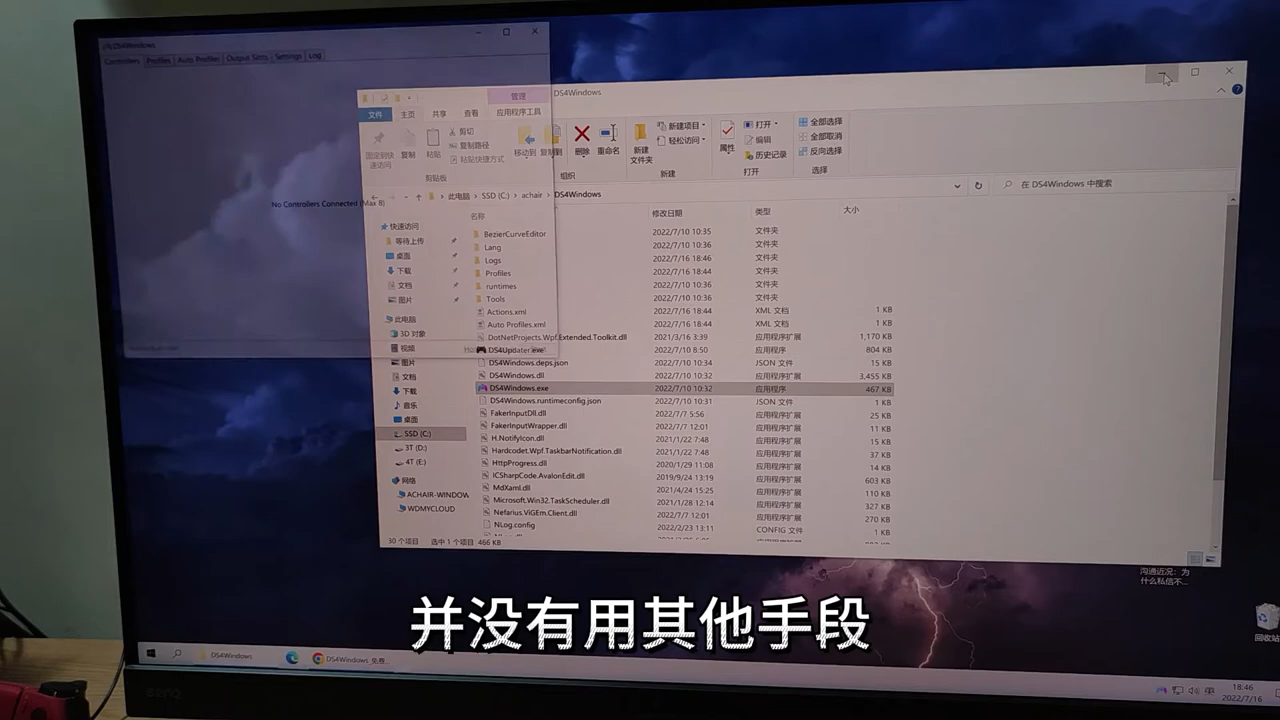 DS4Windows
Controllers Profiles Auto Profiles Output Slots Settings Log
No Controllers Connected (Max 8)
管理
DS4Windows
文件 主页 共享 查看 应用程序工具
固定到快速访问
复制
粘贴
剪切
复制路径
粘贴快捷方式
剪贴板
移动到 复制到
删除 重命名
组织
新建文件夹
新建项目
轻松访问
新建
属性
打开
编辑
历史记录
打开
全部选择
全部取消
反向选择
选择
此电脑 > SSD (C:) > achair > DS4Windows
在 DS4Windows 中搜索
名称 修改日期 类型 大小
快速访问
等待上传
桌面
下载
文档
图片
此电脑
3D 对象
视频
图片
文档
下载
音乐
桌面
SSD (C:)
3T (D:)
4T (E:)
网络
ACHAIR-WINDOW
WDMYCLOUD
BezierCurveEditor 2022/7/10 10:35 文件夹
Lang 2022/7/10 10:36 文件夹
Logs 2022/7/16 18:46 文件夹
Profiles 2022/7/16 18:44 文件夹
runtimes 2022/7/10 10:36 文件夹
Tools 2022/7/10 10:36 文件夹
Actions.xml 2022/7/16 18:44 XML 文档 1 KB
Auto Profiles.xml 2022/7/16 18:44 XML 文档 1 KB
DotNetProjects.Wpf.Extended.Toolkit.dll 2021/3/16 3:39 应用程序扩展 1,170 KB
DS4Updater.exe 2022/7/10 8:50 应用程序 804 KB
DS4Windows.deps.json 2022/7/10 10:34 JSON 文件 15 KB
DS4Windows.dll 2022/7/10 10:32 应用程序扩展 3,455 KB
DS4Windows.exe 2022/7/10 10:32 应用程序 467 KB
DS4Windows.runtimeconfig.json 2022/7/10 10:31 JSON 文件 1 KB
FakerInputDll.dll 2022/7/7 5:56 应用程序扩展 25 KB
FakerInputWrapper.dll 2022/7/7 12:01 应用程序扩展 11 KB
H.NotifyIcon.dll 2021/1/22 7:48 应用程序扩展 15 KB
Hardcodet.Wpf.TaskbarNotification.dll 2021/1/22 7:48 应用程序扩展 37 KB
HttpProgress.dll 2020/1/29 11:08 应用程序扩展 14 KB
ICSharpCode.AvalonEdit.dll 2019/9/24 13:19 应用程序扩展 603 KB
MdXaml.dll 2021/4/24 15:25 应用程序扩展 110 KB
Microsoft.Win32.TaskScheduler.dll 2021/1/28 12:14 应用程序扩展 327 KB
Nefarius.ViGEm.Client.dll 2022/7/7 12:01 应用程序扩展 270 KB
NLog.config 2022/2/23 13:11 CONFIG 文件 1 KB
30 个项目 选中 1 个项目 466 KB
沟通近况：为
什么私信不...
回收站
并没有用其他手段
DS4Windows
DS4Windows 免费...
英
18:46
2022/7/16
BENQ